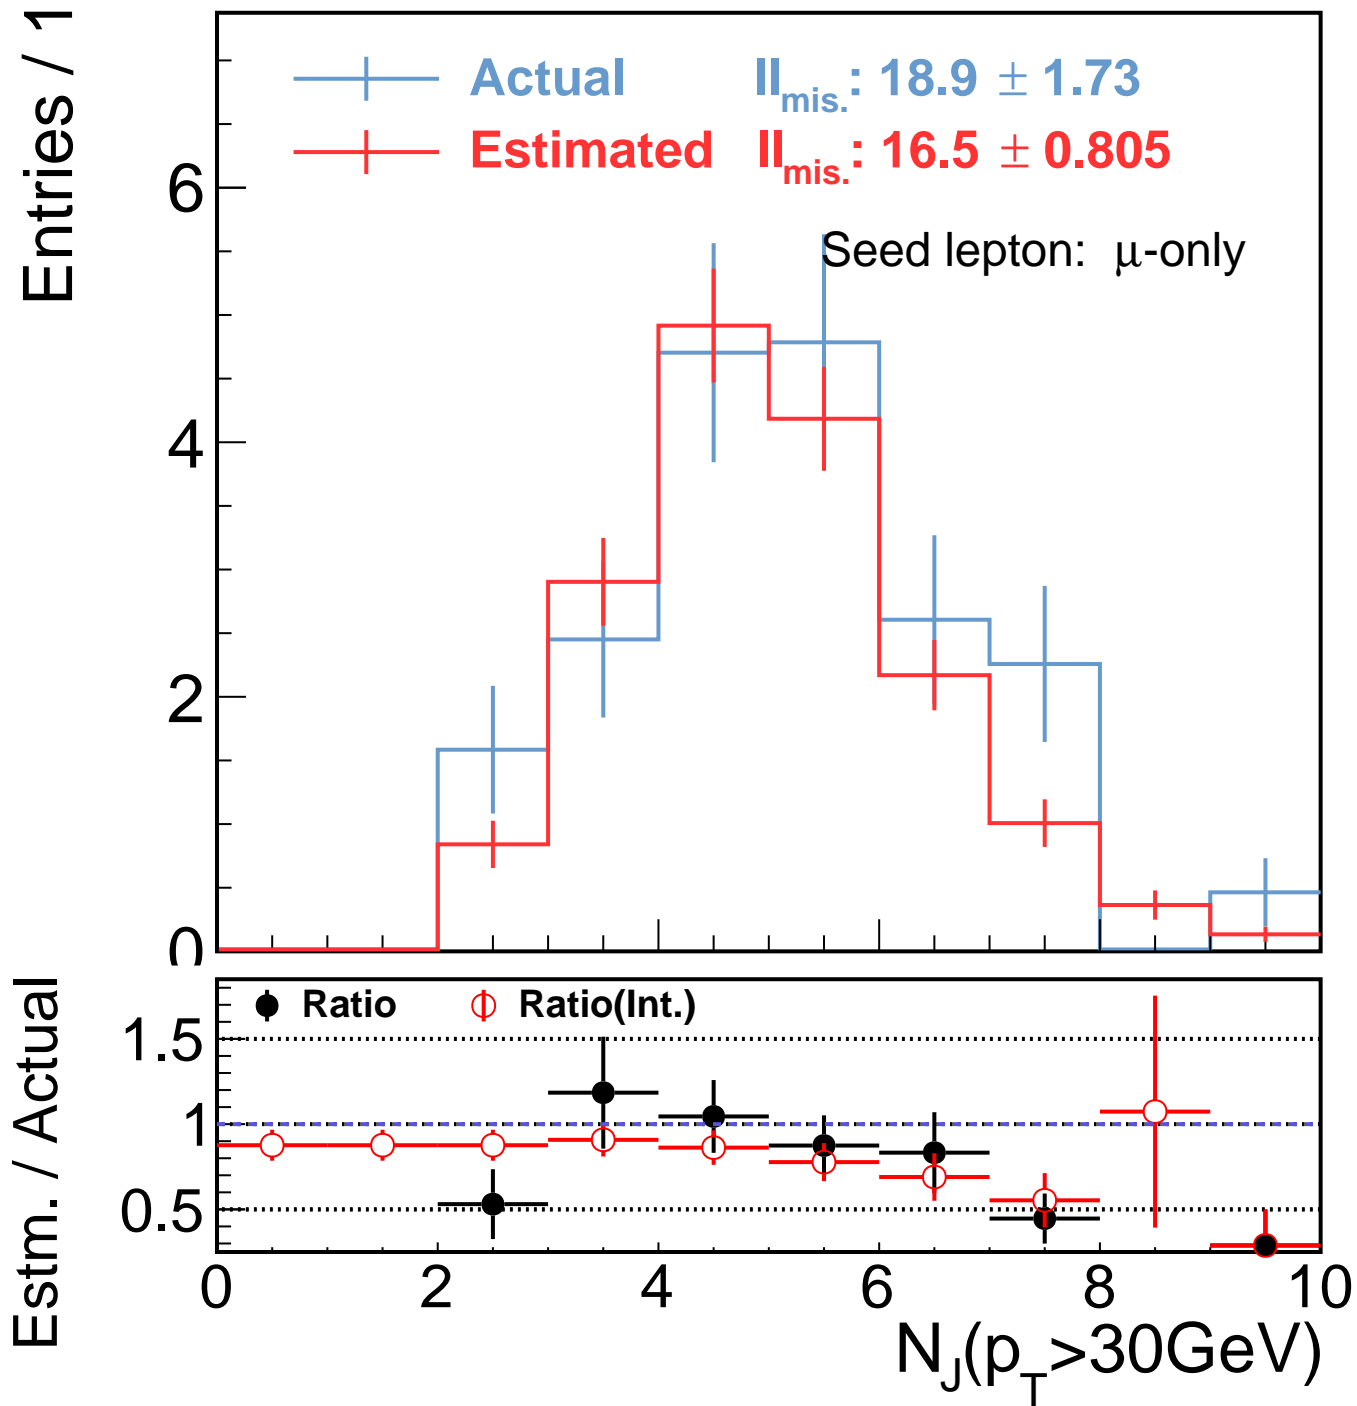 Entries / 1
Actual ll mis. : 18.9 ± 1.73
Estimated ll mis. : 16.5 ± 0.805
Seed lepton: μ-only
6
4
2
0
Estm. / Actual
Ratio Ratio(Int.)
1.5
1
0.5
0 2 4 6 8 10
N_J(p_T>30GeV)